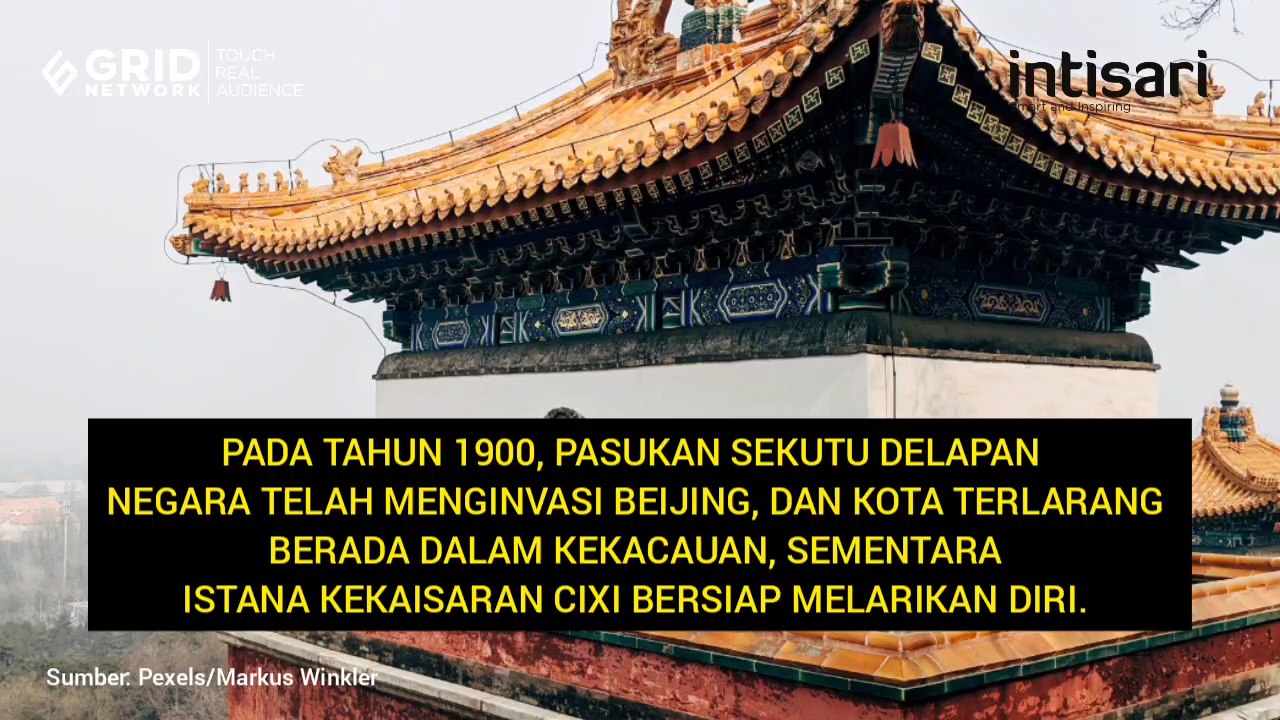 GRID
NETWORK
TOUCH
REAL
AUDIENCE
intisari
Smart and Inspiring
PADA TAHUN 1900, PASUKAN SEKUTU DELAPAN
NEGARA TELAH MENGINVASI BEIJING, DAN KOTA TERLARANG
BERADA DALAM KEKACAUAN, SEMENTARA
ISTANA KEKAISARAN CIXI BERSIAP MELARIKAN DIRI.
Sumber: Pexels/Markus Winkler